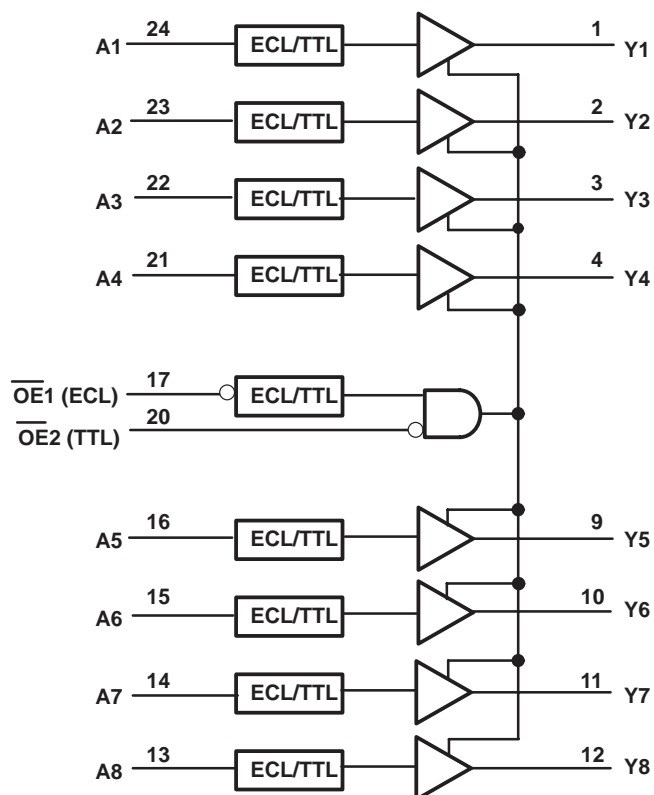 A1 24 ECL/TTL 1 Y1
A2 23 ECL/TTL 2 Y2
A3 22 ECL/TTL 3 Y3
A4 21 ECL/TTL 4 Y4
O̅E̅1 (ECL) 17 ECL/TTL
O̅E̅2 (TTL) 20
A5 16 ECL/TTL 9 Y5
A6 15 ECL/TTL 10 Y6
A7 14 ECL/TTL 11 Y7
A8 13 ECL/TTL 12 Y8